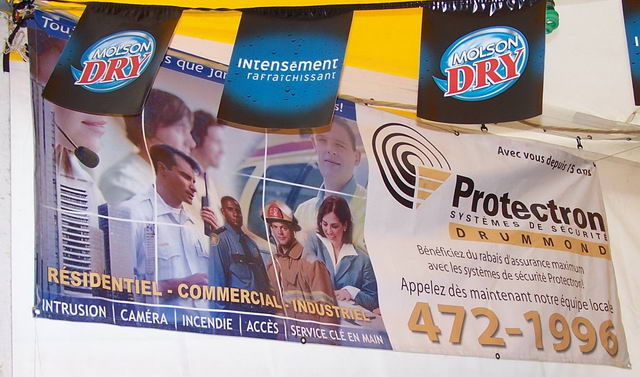 MOLSON
DRY
Intensément
rafraîchissant
MOLSON
DRY
Avec vous depuis 15 ans
Protectron
SYSTÈMES DE SÉCURITÉ
DRUMMOND
Bénéficiez du rabais d'assurance maximum
avec les systèmes de sécurité Protectron!
Appelez dès maintenant notre équipe locale
472-1996
RÉSIDENTIEL - COMMERCIAL - INDUSTRIEL
INTRUSION | CAMÉRA | INCENDIE | ACCÈS | SERVICE CLÉ EN MAIN